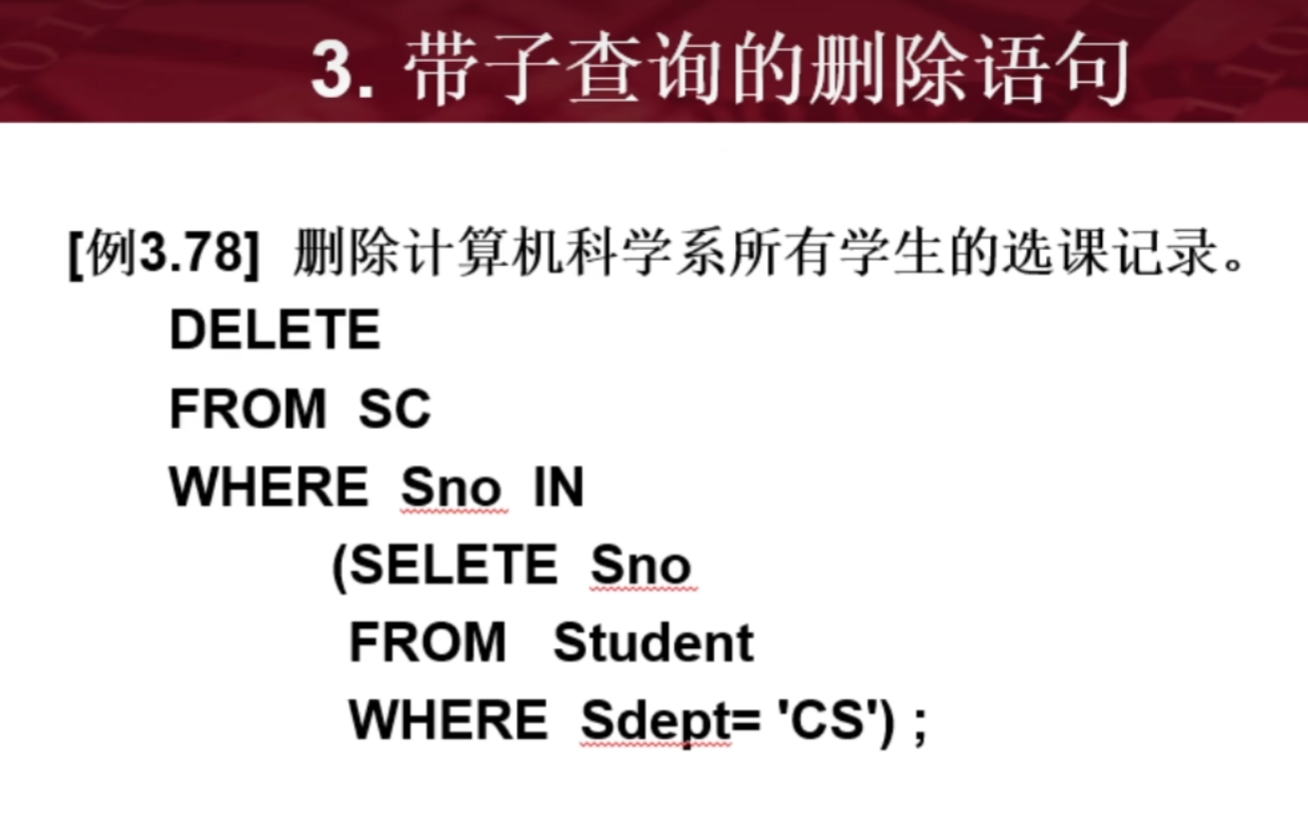 3. 带子查询的删除语句
[例3.78] 删除计算机科学系所有学生的选课记录。
DELETE
FROM SC
WHERE Sno IN
(SELETE Sno
FROM Student
WHERE Sdept= 'CS') ;